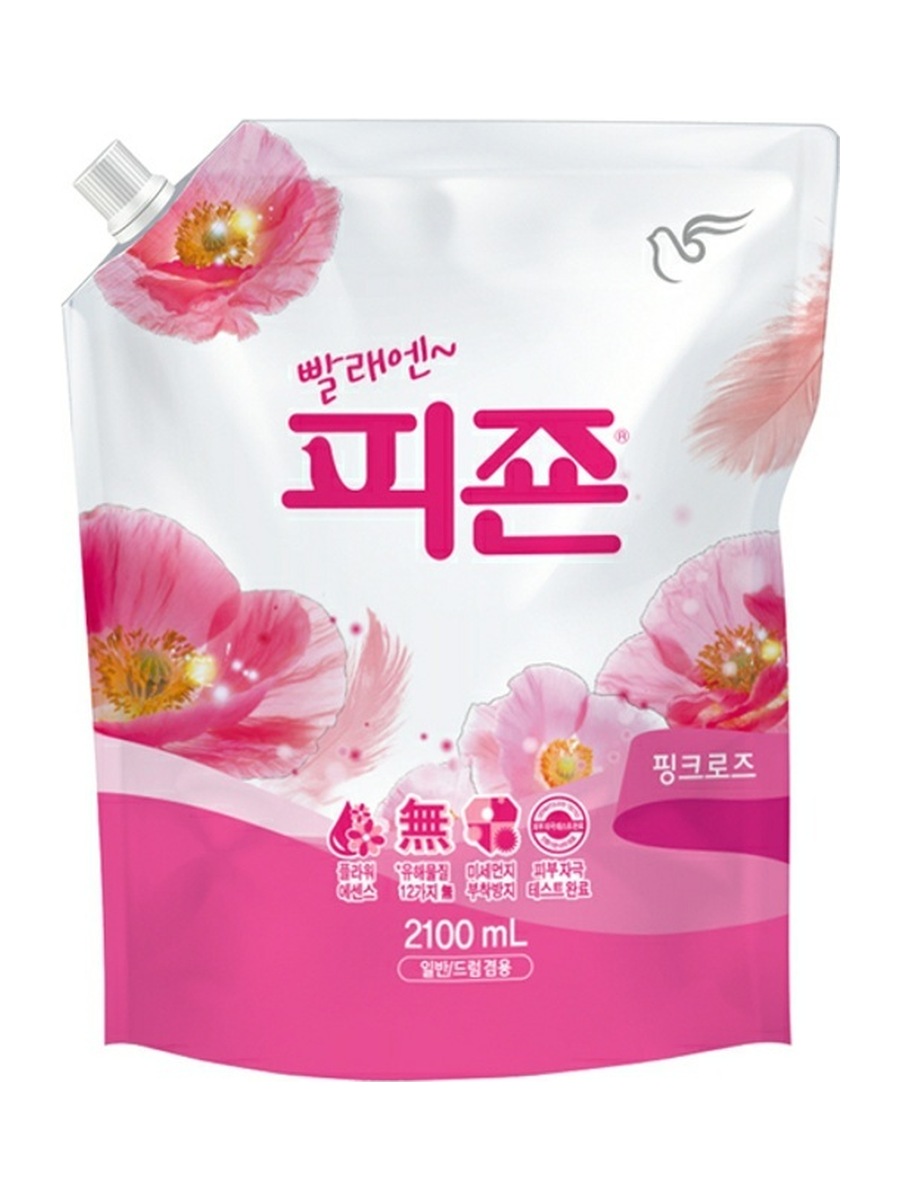 빨래엔~
피죤®
핑크로즈
無
플라워
에센스
*유해물질
12가지 無
미세먼지
부착방지
피부자극
테스트완료
2100 mL
일반/드럼겸용